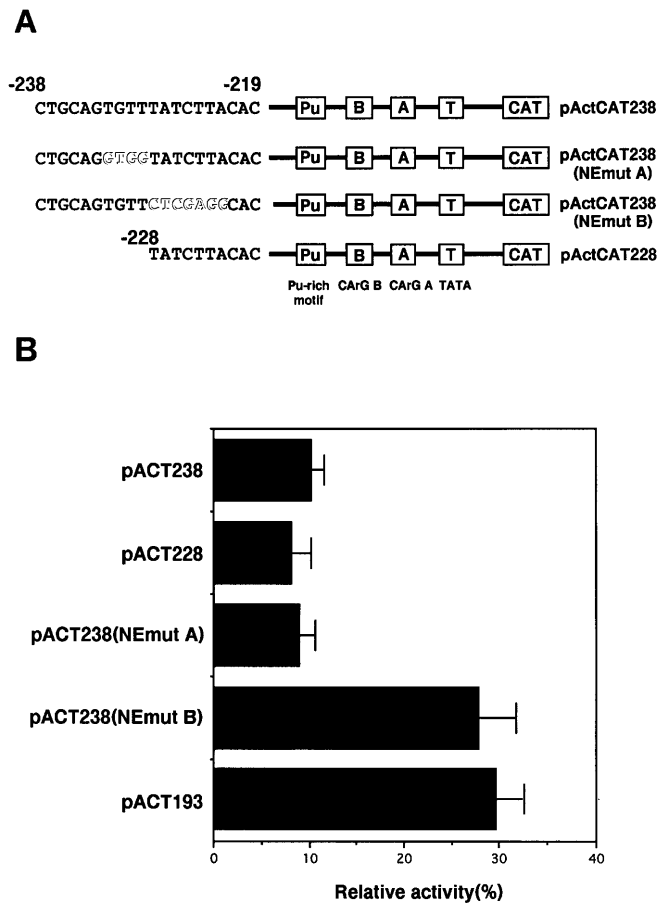 A
-238 -219
CTGCAGTGTTTATCTTACAC Pu B A T CAT pActCAT238
CTGCAGGTGGTATCTTACAC Pu B A T CAT pActCAT238
(NEmut A)
CTGCAGTGTTCTCGAGGCAC Pu B A T CAT pActCAT238
(NEmut B)
-228
TATCTTACAC Pu B A T CAT pActCAT228
Pu-rich CArG B CArG A TATA
motif
B
pACT238
pACT228
pACT238(NEmut A)
pACT238(NEmut B)
pACT193
0 10 20 30 40
Relative activity(%)